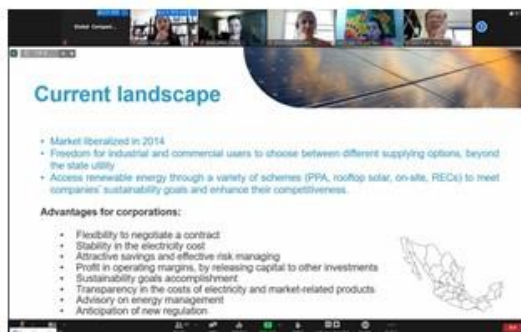 Global Compact...
Current landscape
• Market liberalized in 2014
• Freedom for industrial and commercial users to choose between different supplying options, beyond
the state utility
• Access renewable energy through a variety of schemes (PPA, rooftop solar, on-site, RECs) to meet
companies' sustainability goals and enhance their competitiveness.
Advantages for corporations:
• Flexibility to negotiate a contract
• Stability in the electricity cost
• Attractive savings and effective risk managing
• Profit in operating margins, by releasing capital to other investments
• Sustainability goals accomplishment
• Transparency in the costs of electricity and market-related products
• Advisory on energy management
• Anticipation of new regulation